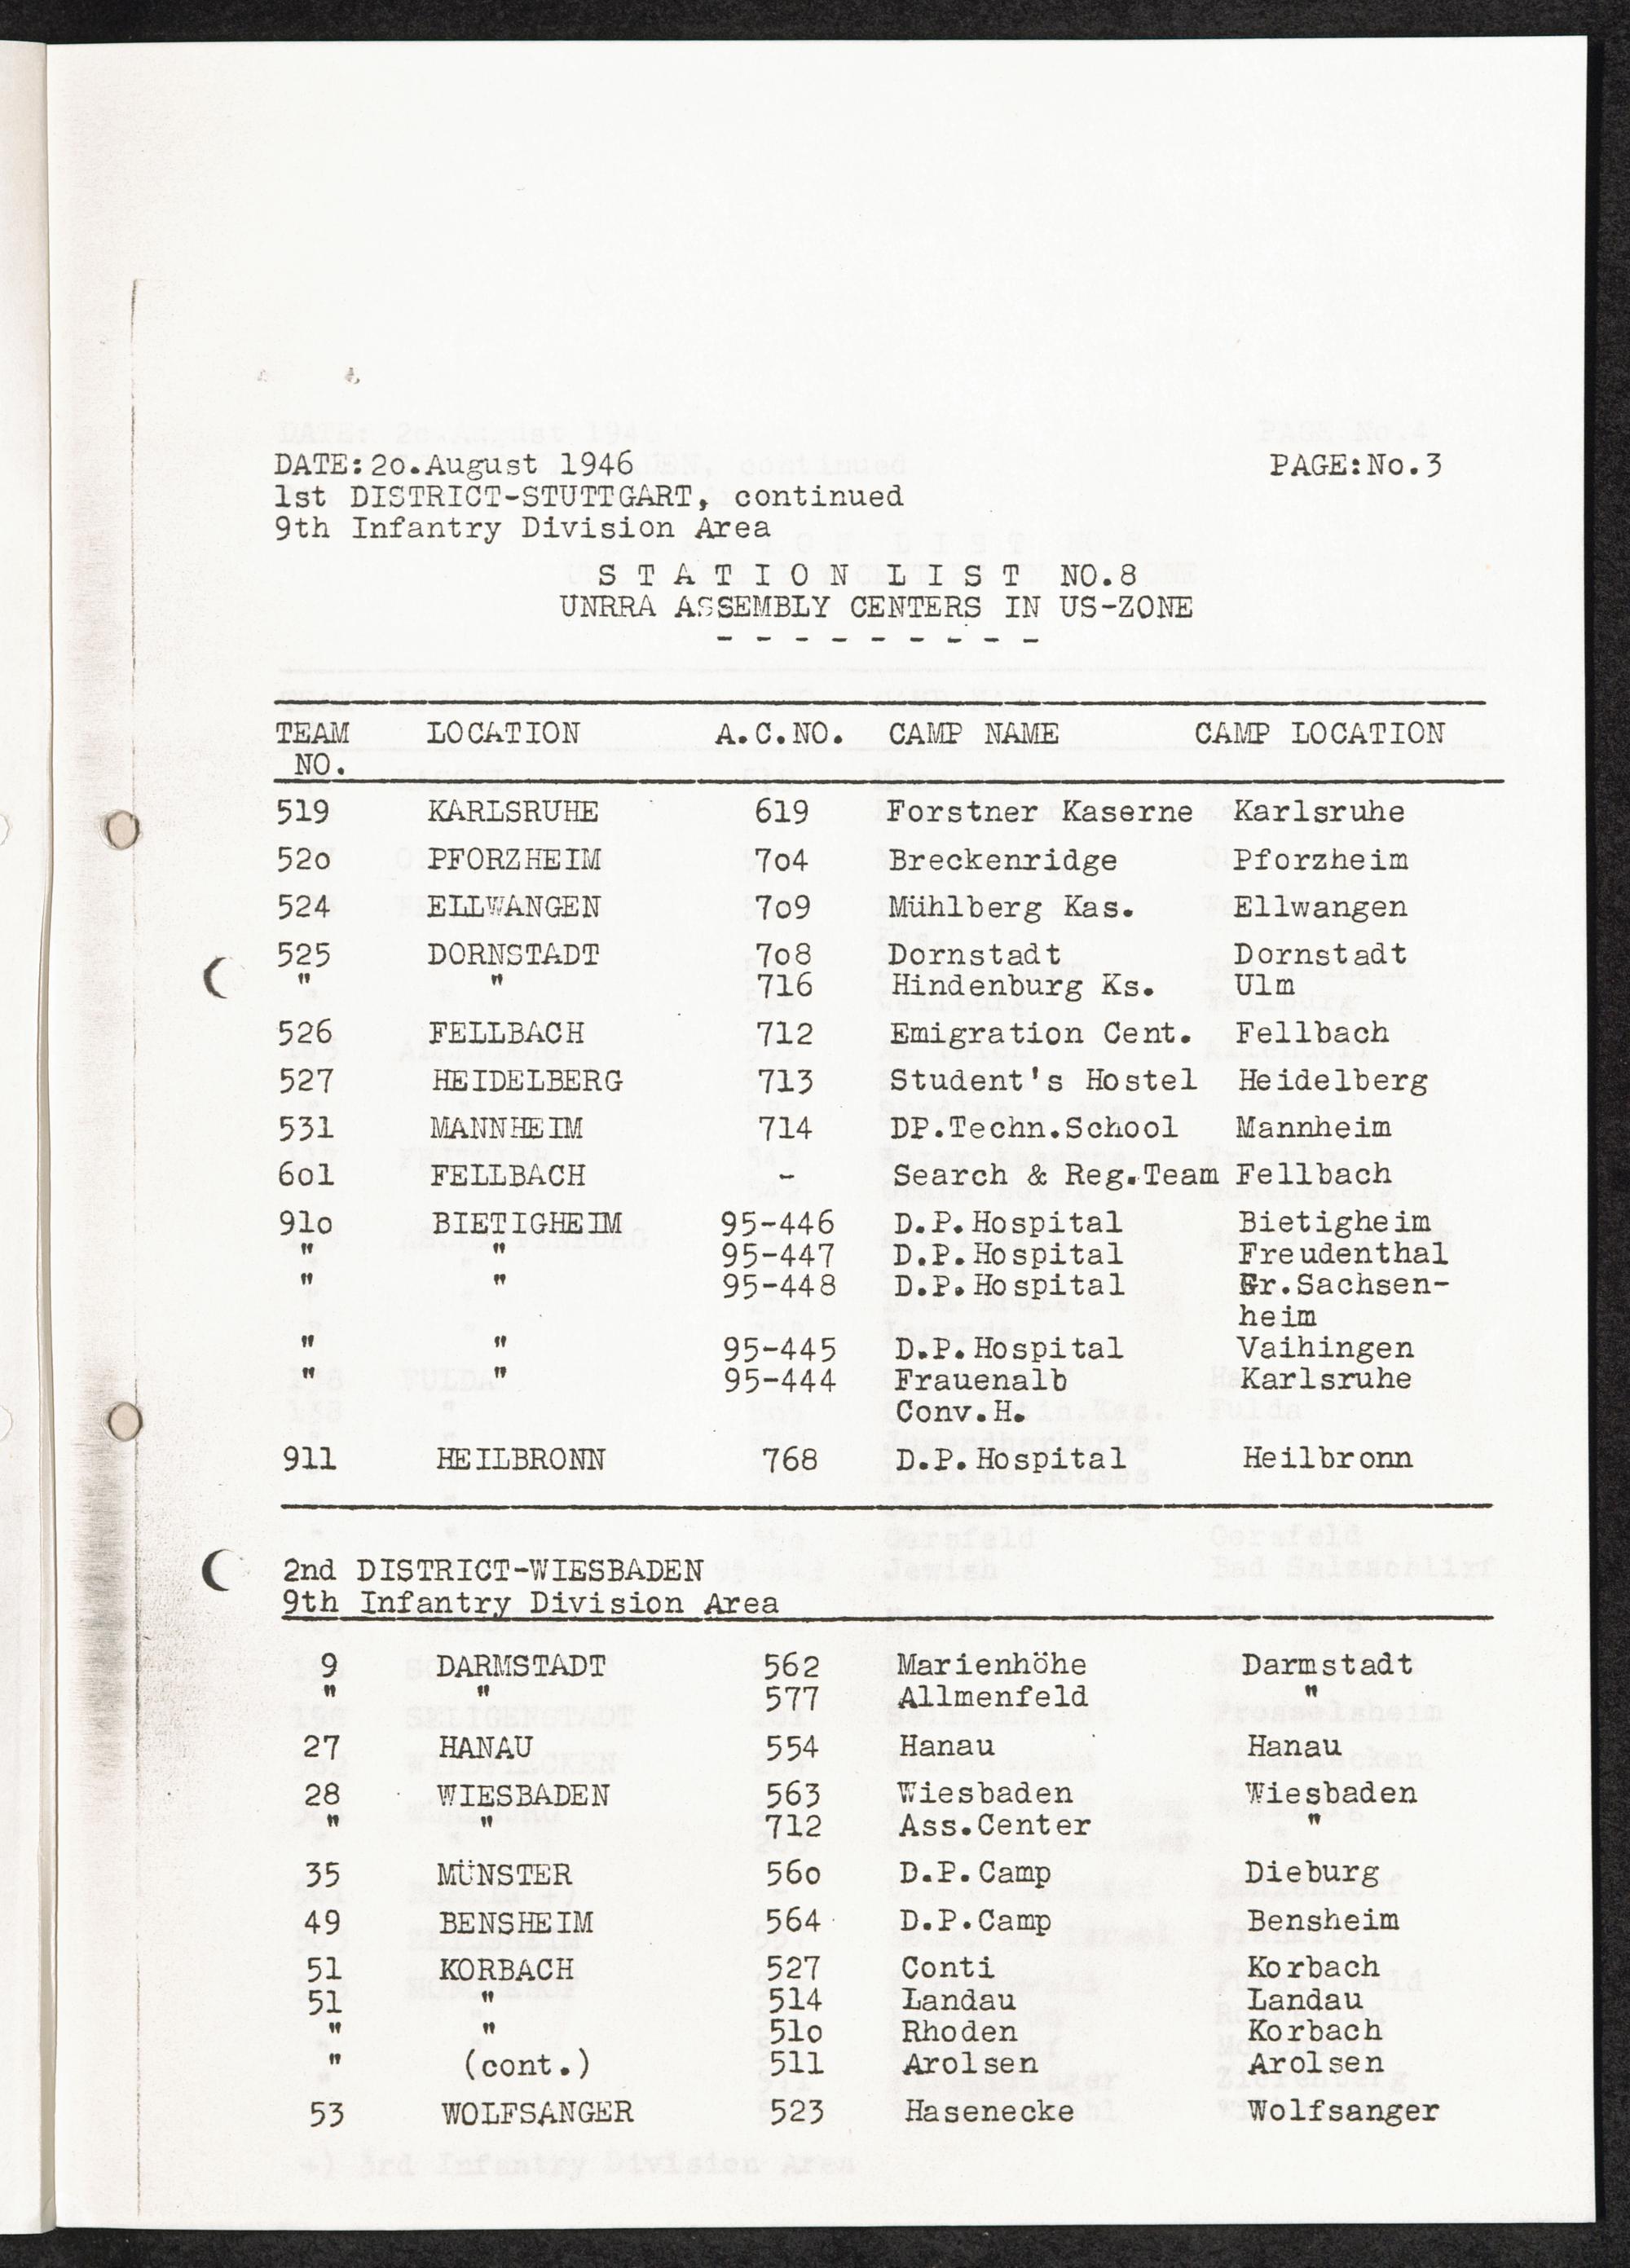 DATE:2o.August 1946 PAGE:No.3
1st DISTRICT-STUTTGART, continued
9th Infantry Division Area
S T A T I O N L I S T NO.8
UNRRA ASSEMBLY CENTERS IN US-ZONE
- - - - - - - - -
TEAM LOCATION A.C.NO. CAMP NAME CAMP LOCATION
NO.
519 KARLSRUHE 619 Forstner Kaserne Karlsruhe
52o PFORZHEIM 7o4 Breckenridge Pforzheim
524 ELLWANGEN 7o9 Mühlberg Kas. Ellwangen
525 DORNSTADT 7o8 Dornstadt Dornstadt
" " 716 Hindenburg Ks. Ulm
526 FELLBACH 712 Emigration Cent. Fellbach
527 HEIDELBERG 713 Student's Hostel Heidelberg
531 MANNHEIM 714 DP.Techn.School Mannheim
6o1 FELLBACH - Search & Reg.Team Fellbach
91o BIETIGHEIM 95-446 D.P.Hospital Bietigheim
" " 95-447 D.P.Hospital Freudenthal
" " 95-448 D.P.Hospital Gr.Sachsen-
heim
" " 95-445 D.P.Hospital Vaihingen
" " 95-444 Frauenalb Karlsruhe
Conv.H.
911 HEILBRONN 768 D.P.Hospital Heilbronn
2nd DISTRICT-WIESBADEN
9th Infantry Division Area
9 DARMSTADT 562 Marienhöhe Darmstadt
" " 577 Allmenfeld "
27 HANAU 554 Hanau Hanau
28 WIESBADEN 563 Wiesbaden Wiesbaden
" " 712 Ass.Center "
35 MÜNSTER 56o D.P.Camp Dieburg
49 BENSHEIM 564 D.P.Camp Bensheim
51 KORBACH 527 Conti Korbach
51 " 514 Landau Landau
" " 51o Rhoden Korbach
" (cont.) 511 Arolsen Arolsen
53 WOLFSANGER 523 Hasenecke Wolfsanger